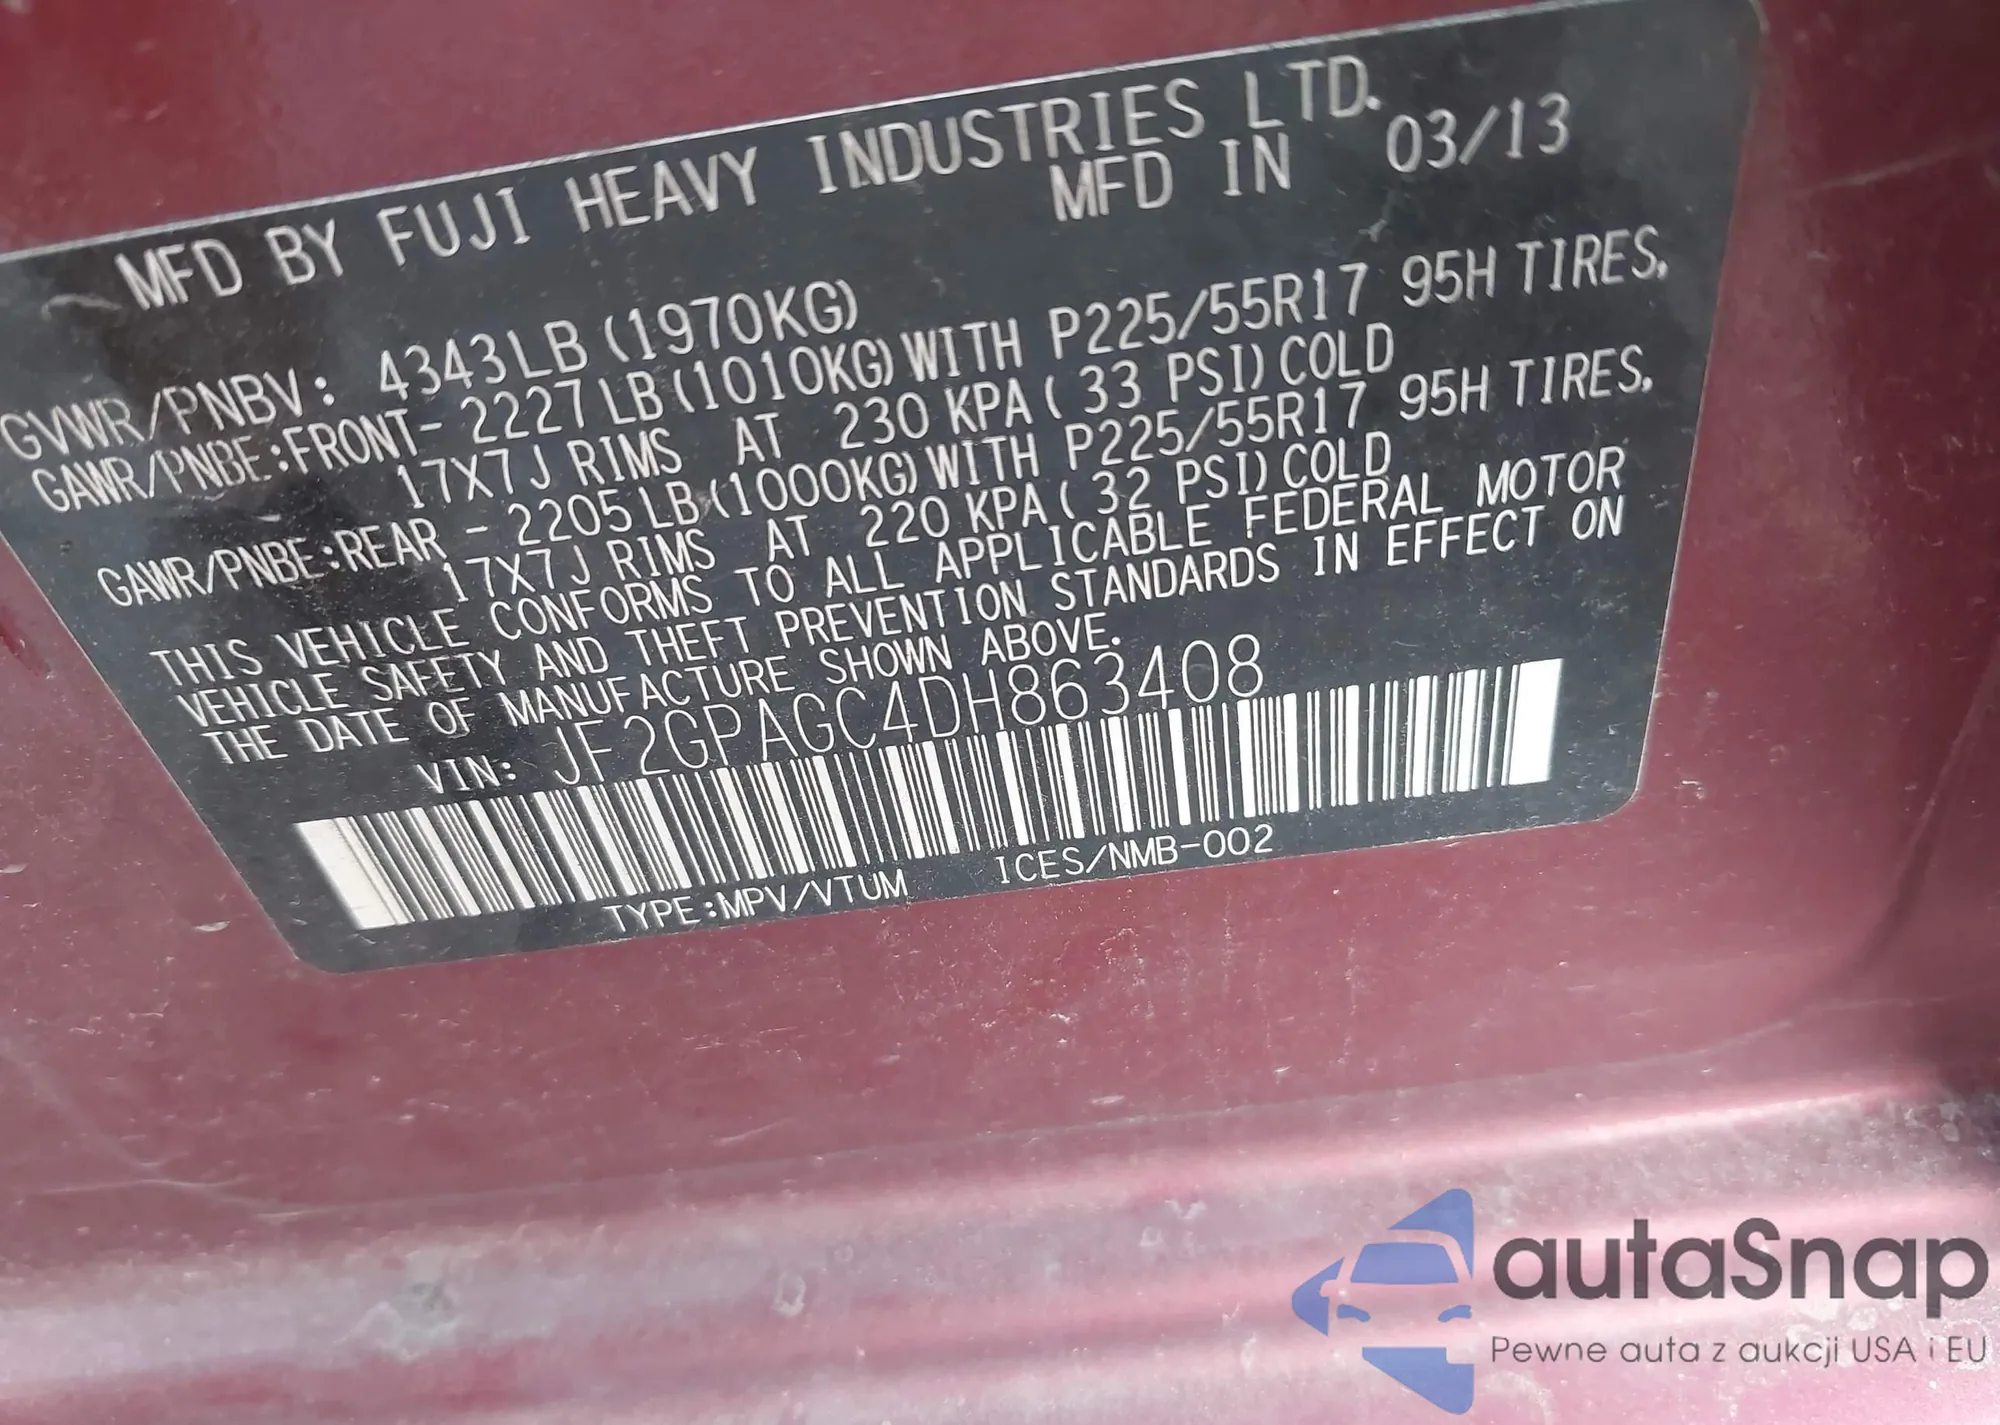 MFD BY FUJI HEAVY INDUSTRIES LTD.
MFD IN 03/13
GVWR/PNBV: 4343LB (1970KG)
GAWR/PNBE:FRONT- 2227LB(1010KG)WITH P225/55R17 95H TIRES,
17X7J RIMS AT 230 KPA ( 33 PSI) COLD
GAWR/PNBE:REAR - 2205LB(1000KG)WITH P225/55R17 95H TIRES,
17X7J RIMS AT 220 KPA ( 32 PSI) COLD
THIS VEHICLE CONFORMS TO ALL APPLICABLE FEDERAL MOTOR
VEHICLE SAFETY AND THEFT PREVENTION STANDARDS IN EFFECT ON
THE DATE OF MANUFACTURE SHOWN ABOVE.
VIN: JF2GPAGC4DH863408
TYPE:MPV/VTUM ICES/NMB-002
autaSnap
Pewne auta z aukcji USA i EU